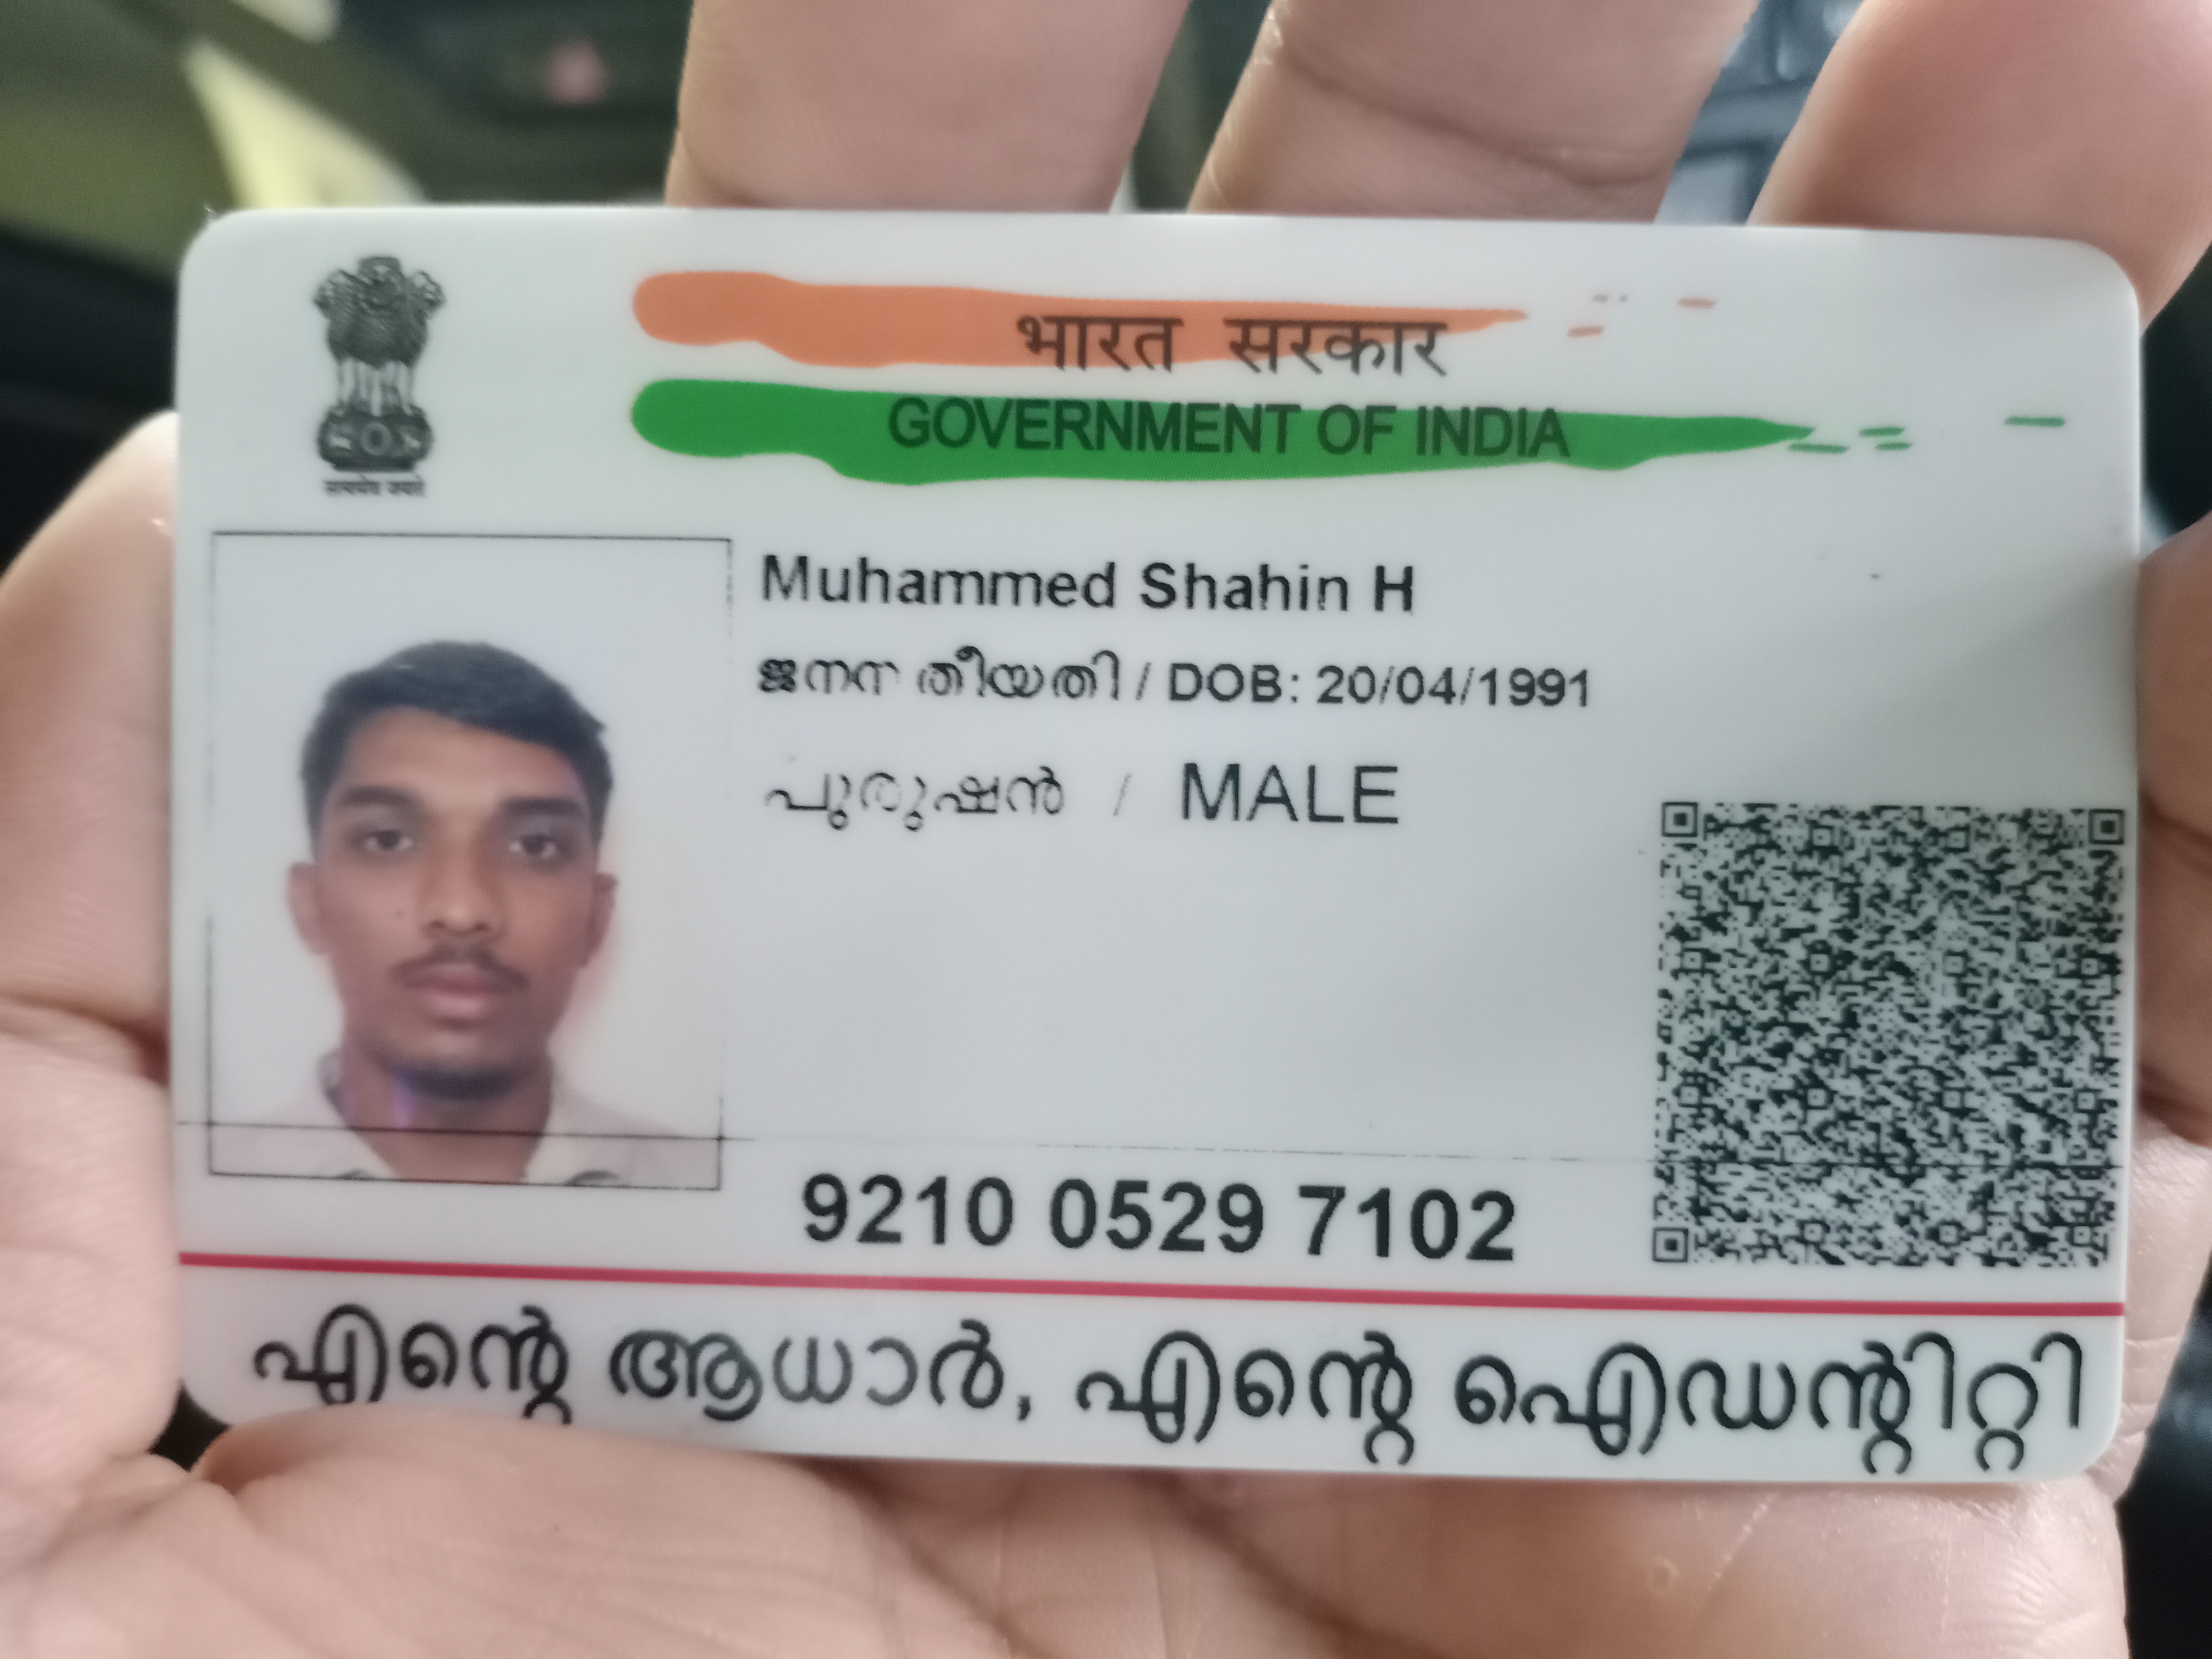 भारत सरकार
GOVERNMENT OF INDIA
सत्यमेव जयते
Muhammed Shahin H
ജനന തീയതി / DOB: 20/04/1991
പുരുഷൻ / MALE
9210 0529 7102
എന്റെ ആധാർ, എന്റെ ഐഡന്റിറ്റി